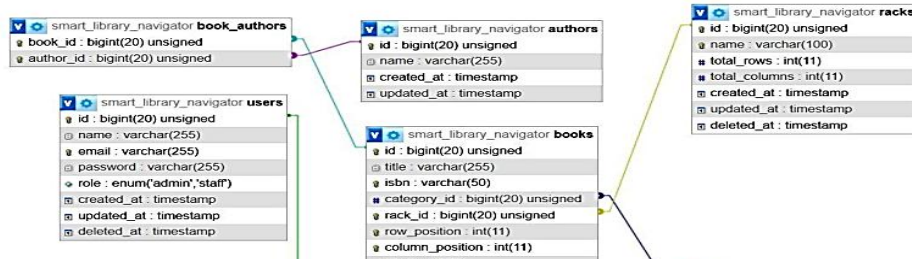 smart_library_navigator book_authors
book_id : bigint(20) unsigned
author_id : bigint(20) unsigned
smart_library_navigator authors
id : bigint(20) unsigned
name : varchar(255)
created_at : timestamp
updated_at : timestamp
smart_library_navigator racks
id : bigint(20) unsigned
name : varchar(100)
total_rows : int(11)
total_columns : int(11)
created_at : timestamp
updated_at : timestamp
deleted_at : timestamp
smart_library_navigator users
id : bigint(20) unsigned
name : varchar(255)
email : varchar(255)
password : varchar(255)
role : enum('admin','staff')
created_at : timestamp
updated_at : timestamp
deleted_at : timestamp
smart_library_navigator books
id : bigint(20) unsigned
title : varchar(255)
isbn : varchar(50)
category_id : bigint(20) unsigned
rack_id : bigint(20) unsigned
row_position : int(11)
column_position : int(11)